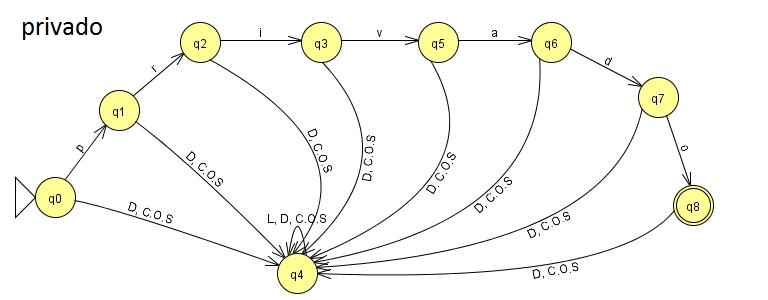 privado
q0
p
q1
r
q2
i
q3
v
q5
a
q6
d
q7
o
q8
D, C.O.S
D, C.O.S
D, C.O.S
D, C.O.S
D, C.O.S
D, C.O.S
D, C.O.S
D, C.O.S
L, D, C.O.S
q4